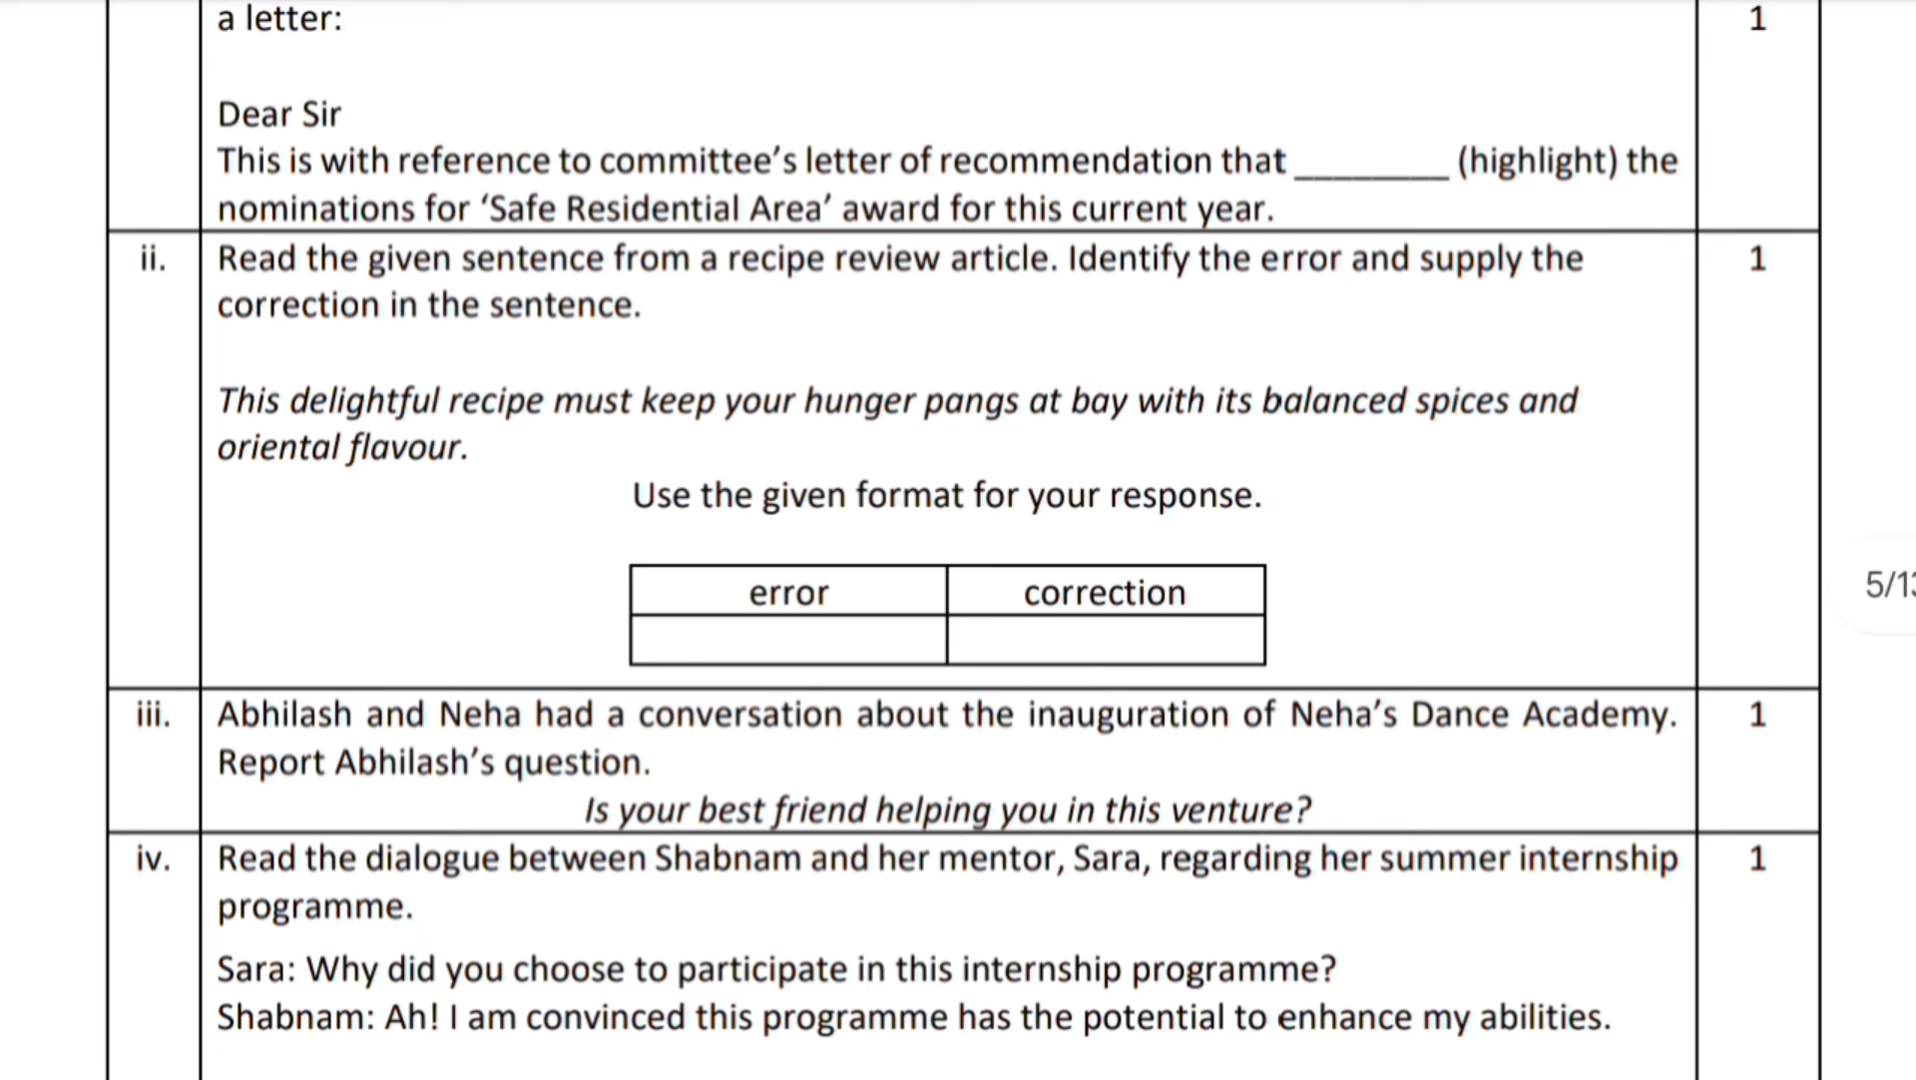 a letter:
1
Dear Sir
This is with reference to committee’s letter of recommendation that ________ (highlight) the
nominations for ‘Safe Residential Area’ award for this current year.
ii. Read the given sentence from a recipe review article. Identify the error and supply the
1
correction in the sentence.
This delightful recipe must keep your hunger pangs at bay with its balanced spices and
oriental flavour.
Use the given format for your response.
error correction
iii. Abhilash and Neha had a conversation about the inauguration of Neha’s Dance Academy.
1
Report Abhilash’s question.
Is your best friend helping you in this venture?
iv. Read the dialogue between Shabnam and her mentor, Sara, regarding her summer internship
1
programme.
Sara: Why did you choose to participate in this internship programme?
Shabnam: Ah! I am convinced this programme has the potential to enhance my abilities.